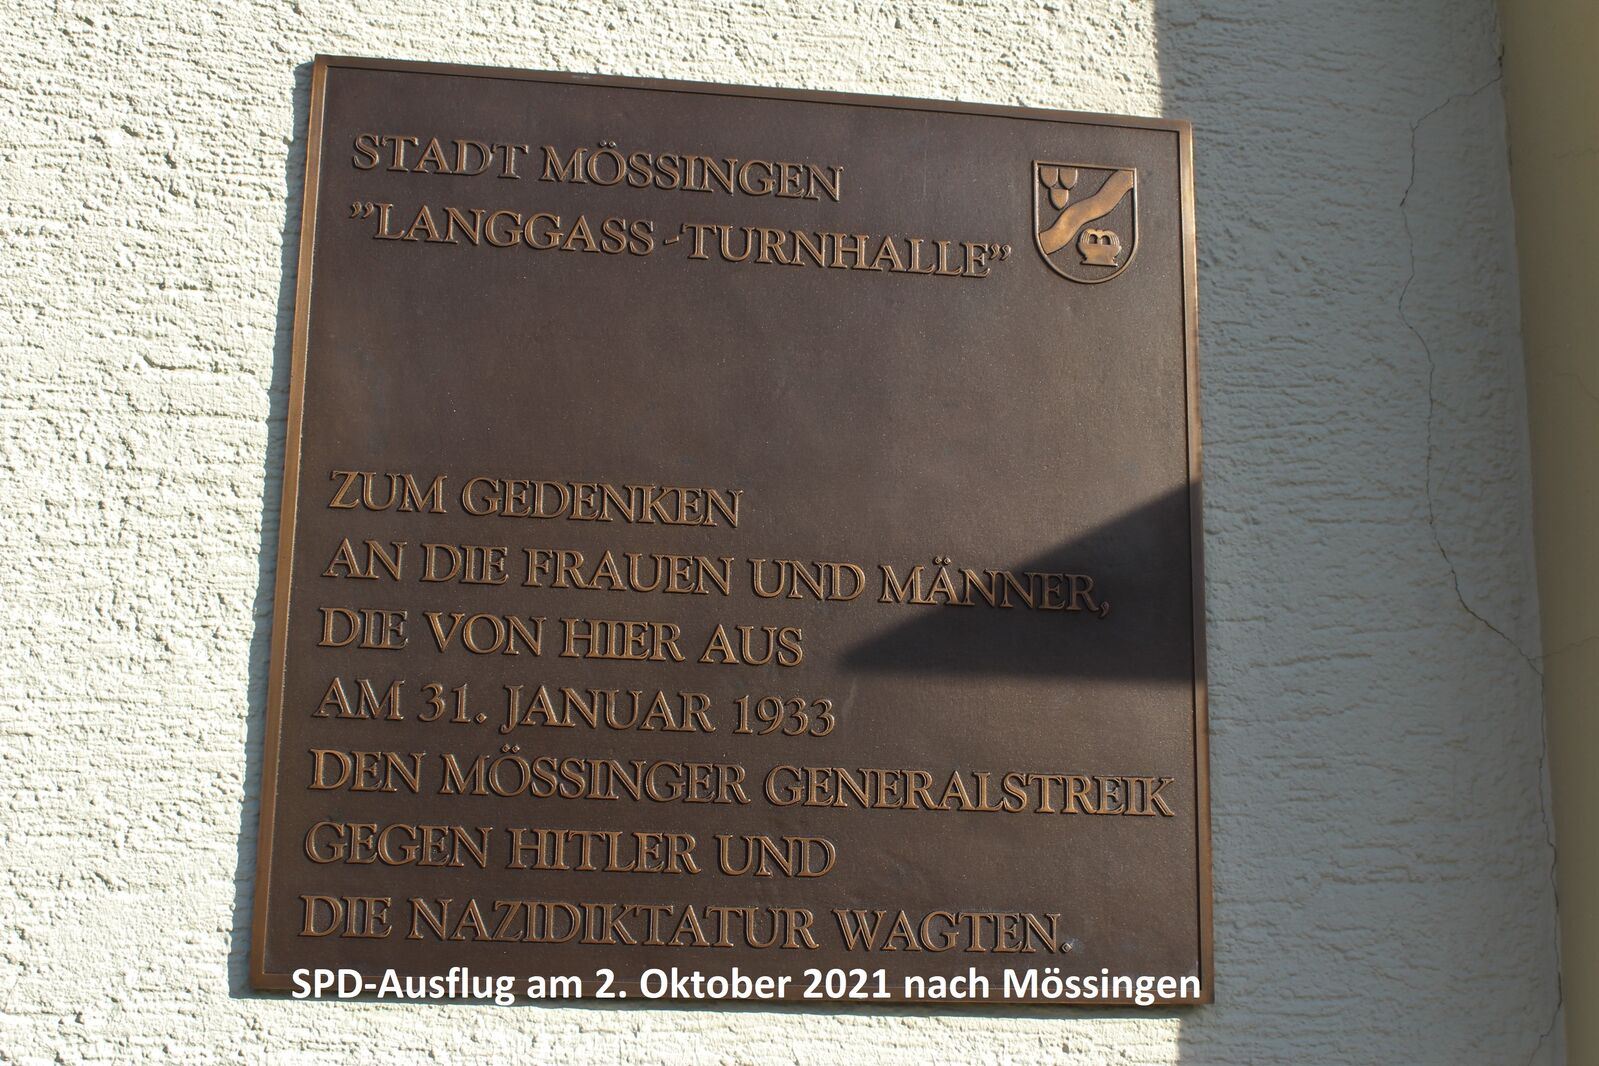 STADT MÖSSINGEN
”LANGGASS-TURNHALLE”
ZUM GEDENKEN
AN DIE FRAUEN UND MÄNNER,
DIE VON HIER AUS
AM 31. JANUAR 1933
DEN MÖSSINGER GENERALSTREIK
GEGEN HITLER UND
DIE NAZIDIKTATUR WAGTEN.
SPD-Ausflug am 2. Oktober 2021 nach Mössingen